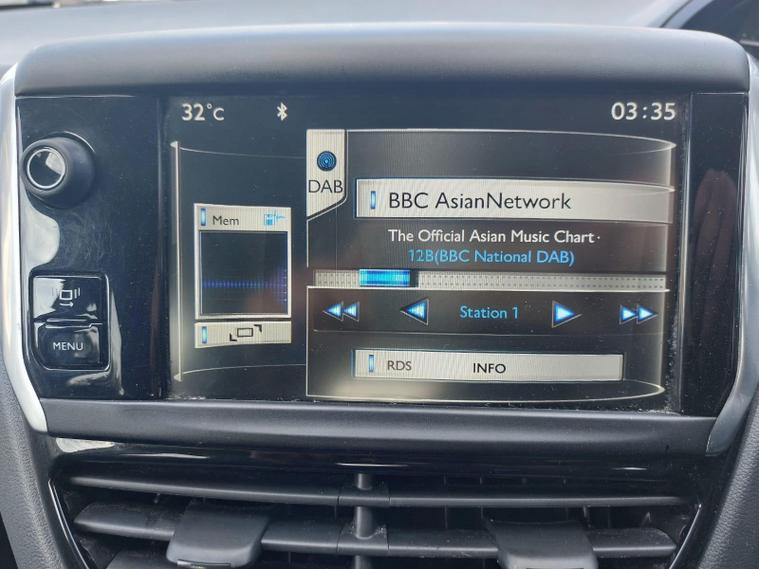 32°C
03:35
DAB
BBC AsianNetwork
Mem
The Official Asian Music Chart·
12B(BBC National DAB)
Station 1
MENU
RDS INFO